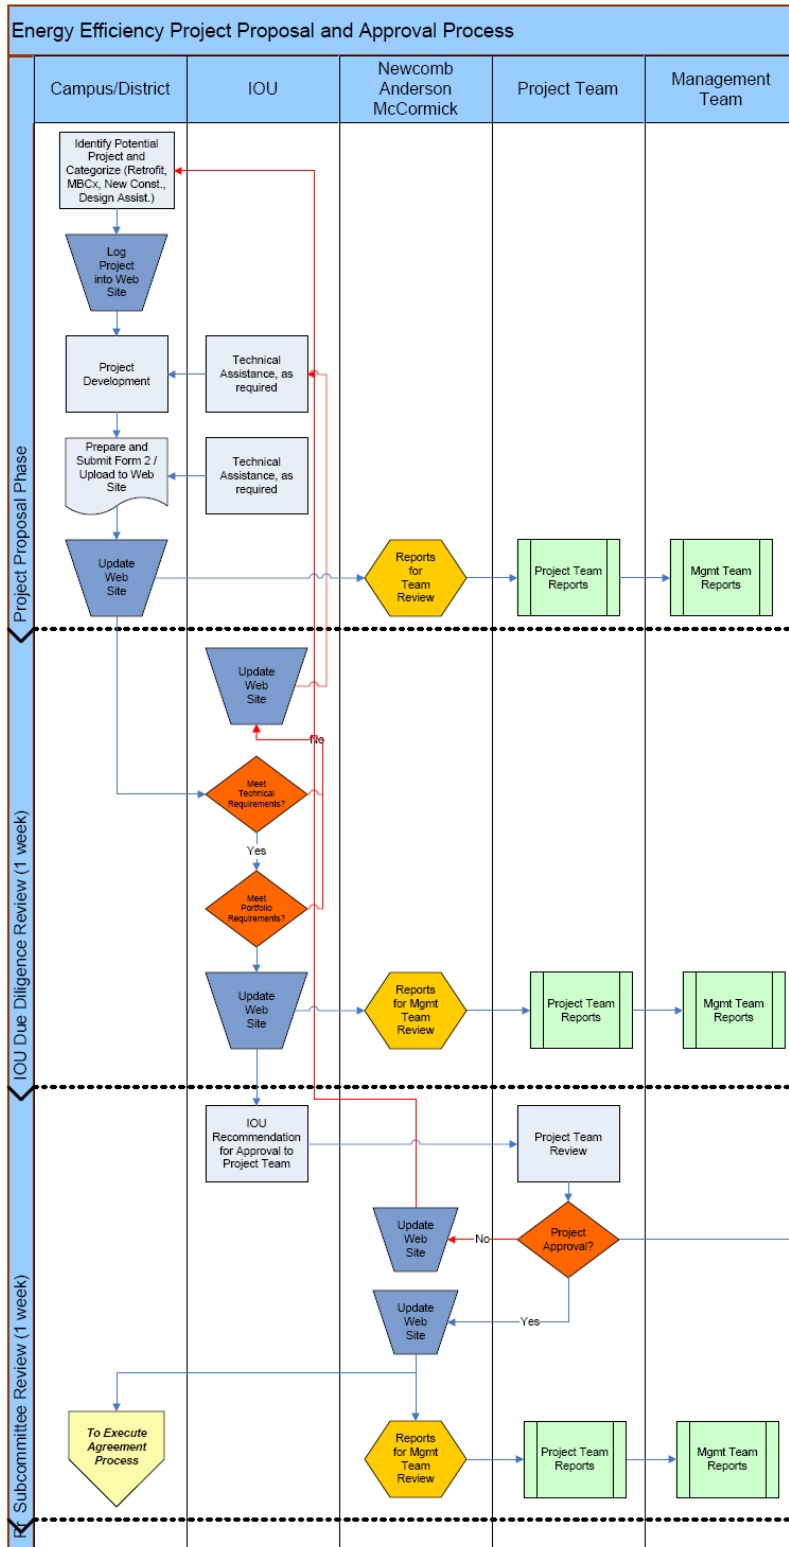 Energy Efficiency Project Proposal and Approval Process
Campus/District
IOU
Newcomb
Anderson
McCormick
Project Team
Management
Team
Project Proposal Phase
Identify Potential
Project and
Categorize (Retrofit,
MBCx, New Const.,
Design Assist.)
Log
Project
into Web
Site
Project
Development
Technical
Assistance, as
required
Prepare and
Submit Form 2 /
Upload to Web
Site
Technical
Assistance, as
required
Update
Web
Site
Reports
for
Team
Review
Project Team
Reports
Mgmt Team
Reports
IOU Due Diligence Review (1 week)
Update
Web
Site
No
Meet
Technical
Requirements?
Yes
Meet
Portfolio
Requirements?
Update
Web
Site
Reports
for Mgmt
Team
Review
Project Team
Reports
Mgmt Team
Reports
Subcommittee Review (1 week)
IOU
Recommendation
for Approval to
Project Team
Project Team
Review
Update
Web
Site
No
Project
Approval?
Update
Web
Site
Yes
To Execute
Agreement
Process
Reports
for Mgmt
Team
Review
Project Team
Reports
Mgmt Team
Reports